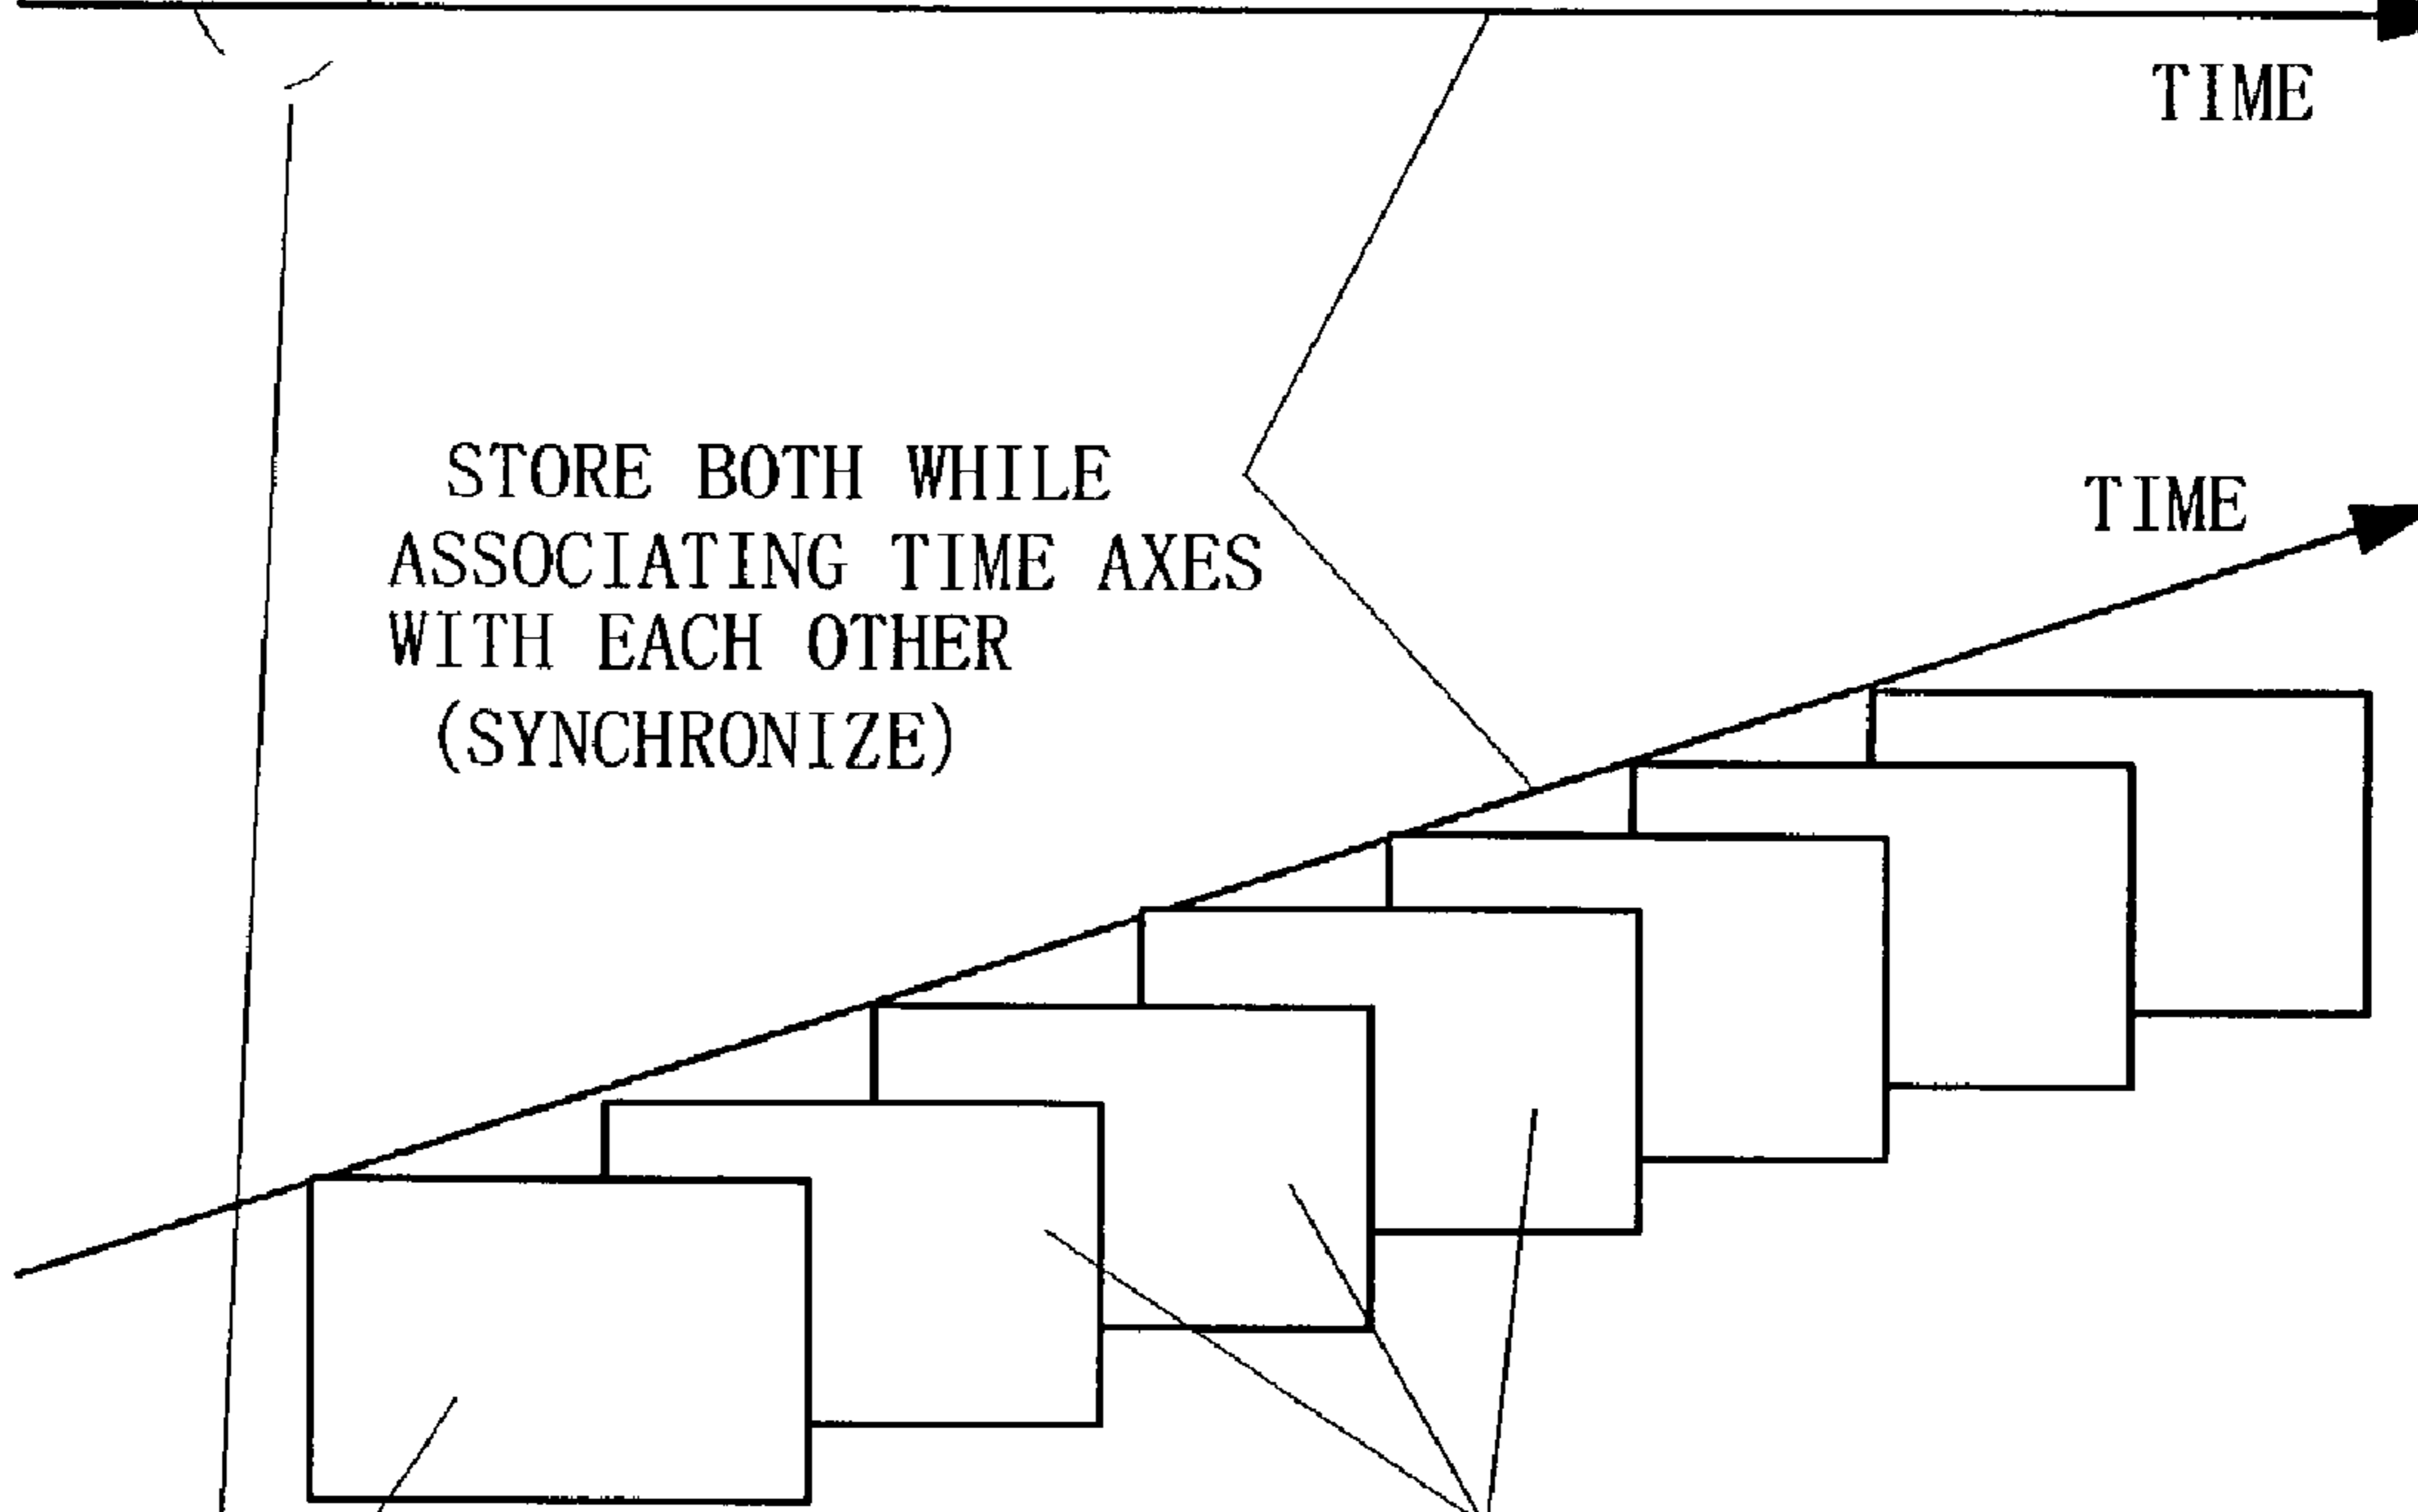 TIME
STORE BOTH WHILE
ASSOCIATING TIME AXES
WITH EACH OTHER
(SYNCHRONIZE)
TIME